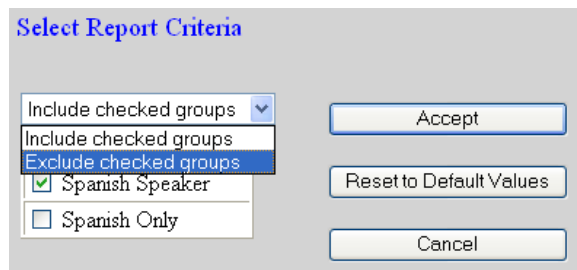 Select Report Criteria
Include checked groups
Accept
Include checked groups
Exclude checked groups
Spanish Speaker
Reset to Default Values
Spanish Only
Cancel